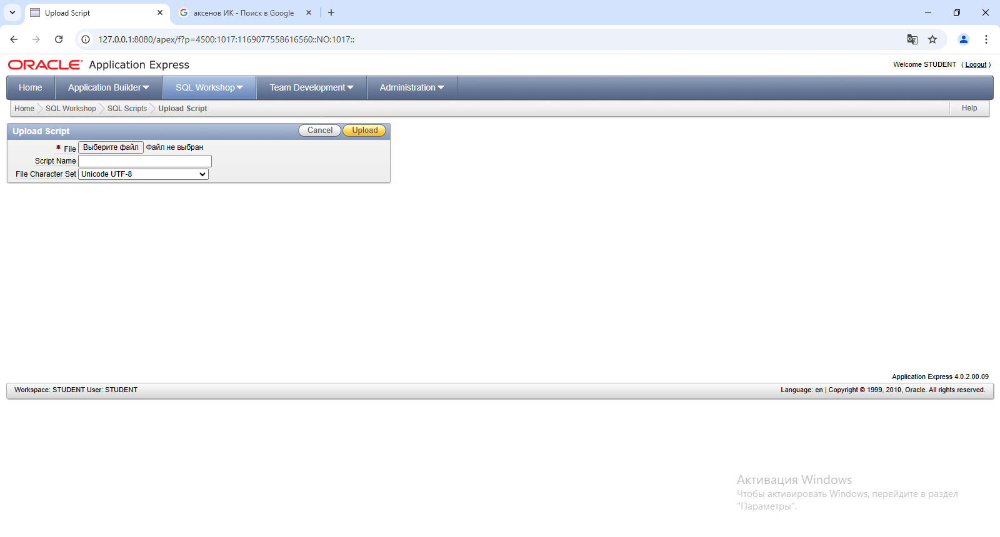 Upload Script
аксенов ИК - Поиск в Google
127.0.0.1:8080/apex/f?p=4500:1017:1169077558616560::NO:1017::
ORACLE Application Express
Welcome STUDENT ( Logout )
Home Application Builder SQL Workshop Team Development Administration
Home SQL Workshop SQL Scripts Upload Script Help
Upload Script Cancel Upload
* File Выберите файл Файл не выбран
Script Name
File Character Set Unicode UTF-8
Application Express 4.0.2.00.09
Workspace: STUDENT User: STUDENT Language: en | Copyright © 1999, 2010, Oracle. All rights reserved.
Активация Windows
Чтобы активировать Windows, перейдите в раздел
"Параметры".